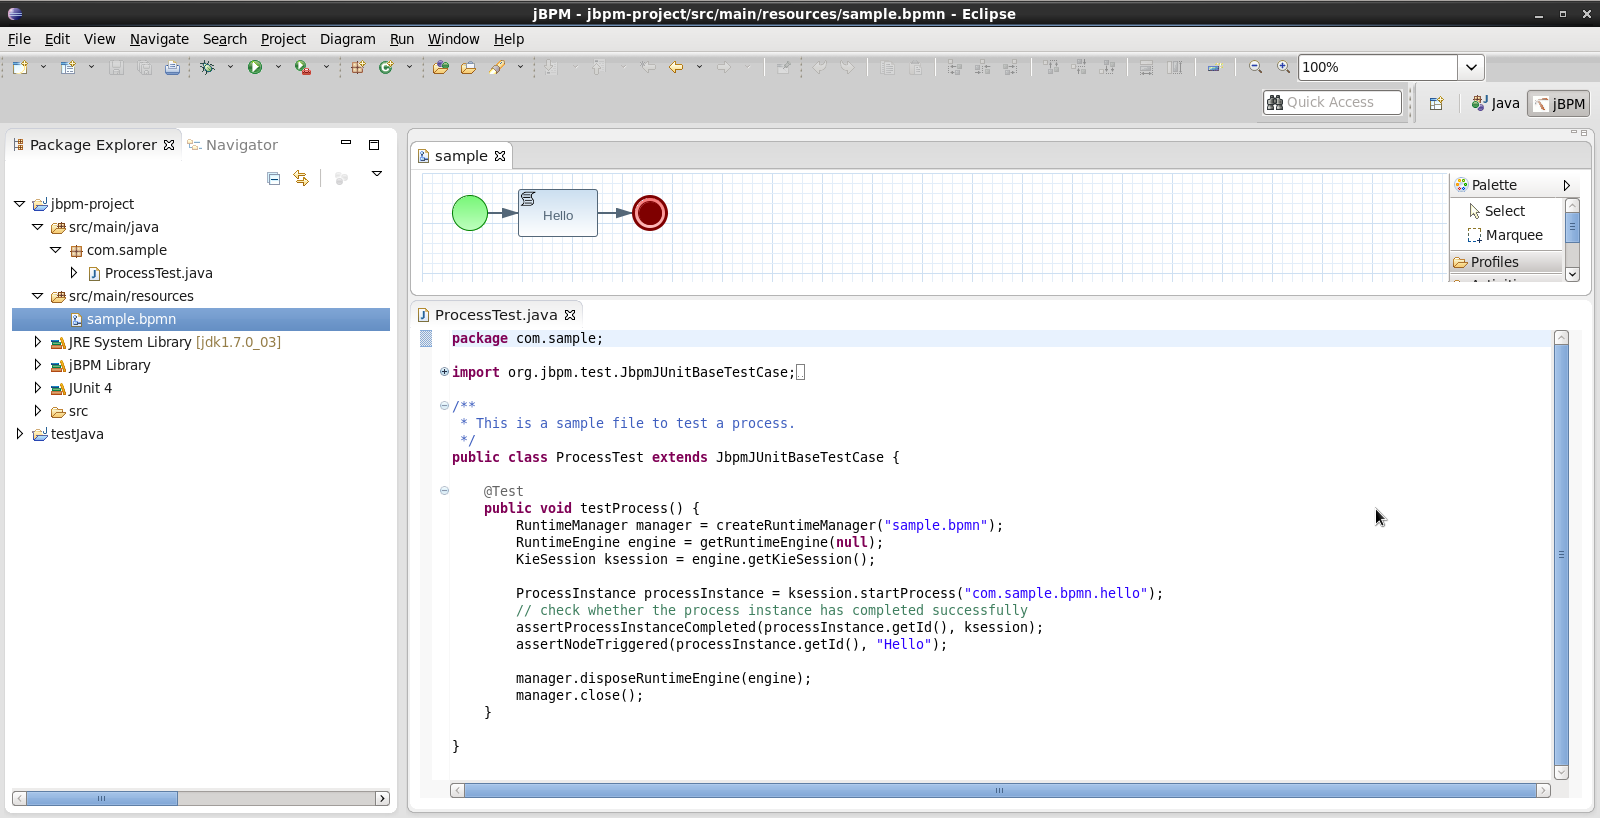 jBPM - jbpm-project/src/main/resources/sample.bpmn - Eclipse
File Edit View Navigate Search Project Diagram Run Window Help
100%
Quick Access
Java
jBPM
Package Explorer
Navigator
jbpm-project
src/main/java
com.sample
ProcessTest.java
src/main/resources
sample.bpmn
JRE System Library [jdk1.7.0_03]
jBPM Library
JUnit 4
src
testJava
sample
Hello
Palette
Select
Marquee
Profiles
ProcessTest.java
package com.sample;
import org.jbpm.test.JbpmJUnitBaseTestCase;
/**
* This is a sample file to test a process.
*/
public class ProcessTest extends JbpmJUnitBaseTestCase {
@Test
public void testProcess() {
RuntimeManager manager = createRuntimeManager("sample.bpmn");
RuntimeEngine engine = getRuntimeEngine(null);
KieSession ksession = engine.getKieSession();
ProcessInstance processInstance = ksession.startProcess("com.sample.bpmn.hello");
// check whether the process instance has completed successfully
assertProcessInstanceCompleted(processInstance.getId(), ksession);
assertNodeTriggered(processInstance.getId(), "Hello");
manager.disposeRuntimeEngine(engine);
manager.close();
}
}